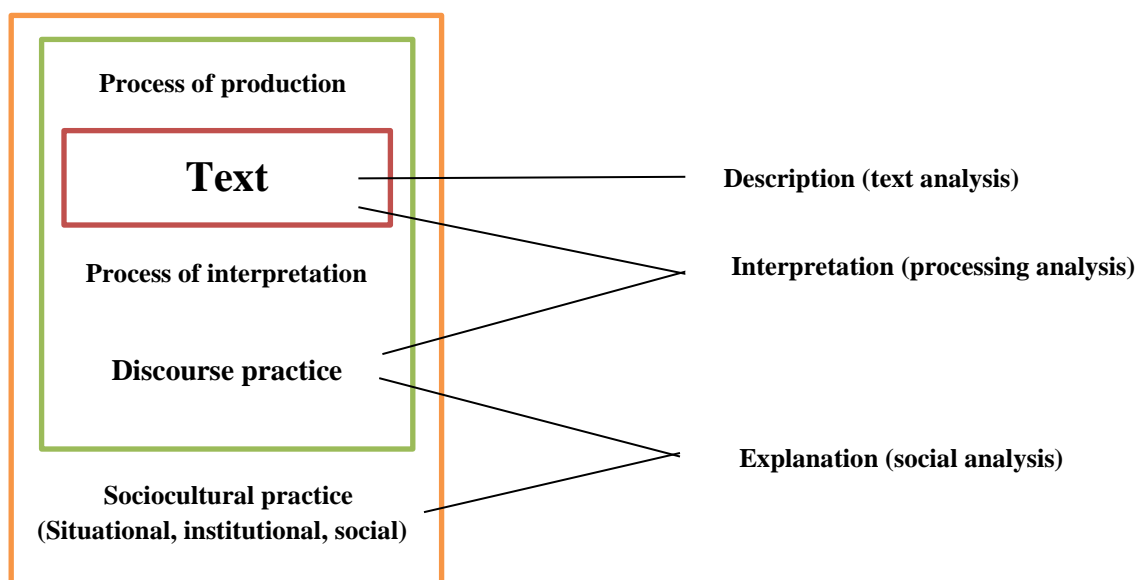 Process of production
Text
Description (text analysis)
Process of interpretation
Interpretation (processing analysis)
Discourse practice
Explanation (social analysis)
Sociocultural practice
(Situational, institutional, social)